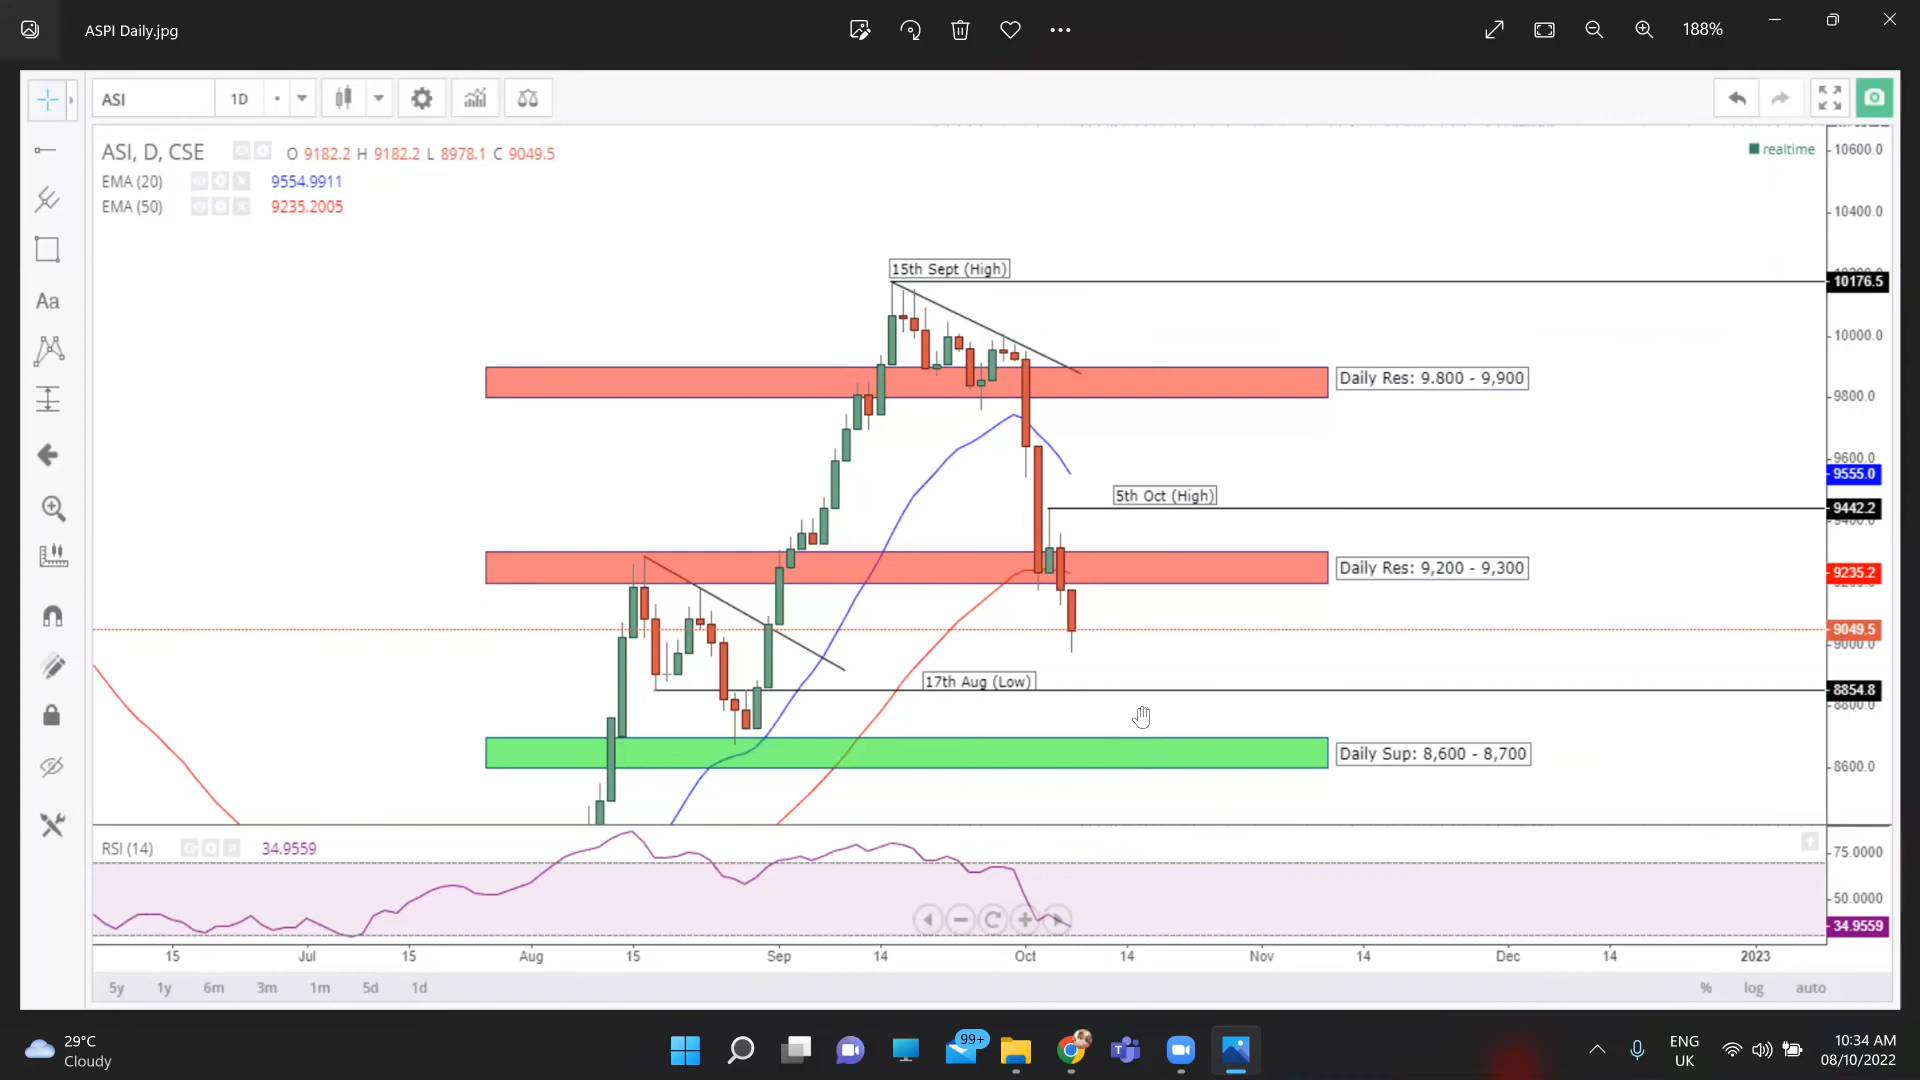 ASPI Daily.jpg
188%
ASI
1D
ASI, D, CSE O 9182.2 H 9182.2 L 8978.1 C 9049.5
realtime
EMA (20) 9554.9911
EMA (50) 9235.2005
Aa
10600.0
10400.0
15th Sept (High)
10176.5
10000.0
Daily Res: 9.800 - 9,900
9800.0
9600.0
9555.0
5th Oct (High)
9442.2
Daily Res: 9,200 - 9,300
9235.2
9049.5
9000.0
17th Aug (Low)
8854.8
8800.0
Daily Sup: 8,600 - 8,700
8600.0
RSI (14) 34.9559
75.0000
50.0000
34.9559
15 Jul 15 Aug 15 Sep 14 Oct 14 Nov 14 Dec 14 2023
5y 1y 6m 3m 1m 5d 1d % log auto
29°C
Cloudy
99+
ENG
UK
10:34 AM
08/10/2022